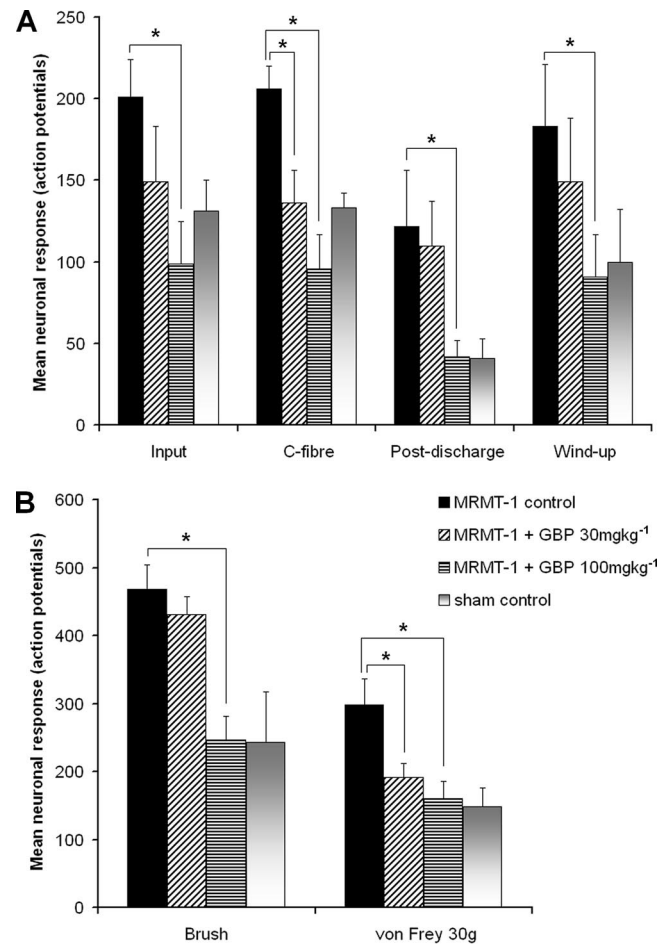 A
Mean neuronal response (action potentials)
250
200
150
100
50
0
*
*
*
*
*
Input
C-fibre
Post-discharge
Wind-up
B
Mean neuronal response (action potentials)
600
500
400
300
200
100
0
*
*
*
MRMT-1 control
MRMT-1 + GBP 30mgkg⁻¹
MRMT-1 + GBP 100mgkg⁻¹
sham control
Brush
von Frey 30g